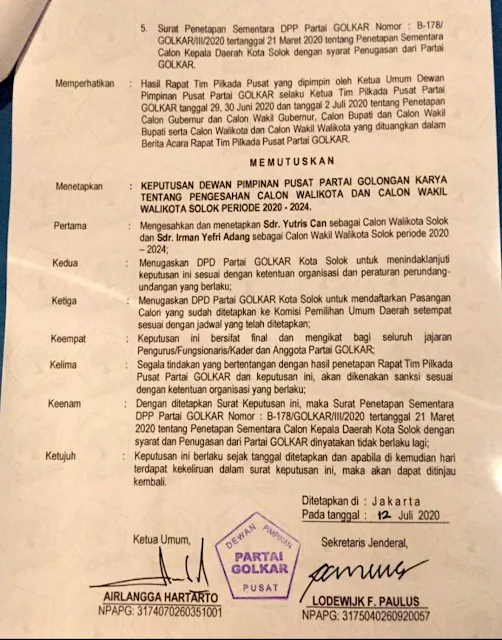 5. Surat Penetapan Sementara DPP Partai GOLKAR Nomor : B-178/
GOLKAR/III/2020 tertanggal 21 Maret 2020 tentang Penetapan Sementara
Calon Kepala Daerah Kota Solok dengan syarat Penugasan dari Partai
GOLKAR.
Memperhatikan : Hasil Rapat Tim Pilkada Pusat yang dipimpin oleh Ketua Umum Dewan
Pimpinan Pusat Partai GOLKAR selaku Ketua Tim Pilkada Pusat Partai
GOLKAR tanggal 29, 30 Juni 2020 dan tanggal 2 Juli 2020 tentang Penetapan
Calon Gubernur dan Calon Wakil Gubernur, Calon Bupati dan Calon Wakil
Bupati serta Calon Walikota dan Calon Wakil Walikota yang dituangkan dalam
Berita Acara Rapat Tim Pilkada Pusat Partai GOLKAR.
MEMUTUSKAN
Menetapkan : KEPUTUSAN DEWAN PIMPINAN PUSAT PARTAI GOLONGAN KARYA
TENTANG PENGESAHAN CALON WALIKOTA DAN CALON WAKIL
WALIKOTA SOLOK PERIODE 2020 - 2024.
Pertama : Mengesahkan dan menetapkan Sdr. Yutris Can sebagai Calon Walikota Solok
dan Sdr. Irman Yefri Adang sebagai Calon Wakil Walikota Solok periode 2020
– 2024;
Kedua : Menugaskan DPD Partai GOLKAR Kota Solok untuk menindaklanjuti
keputusan ini sesuai dengan ketentuan organisasi dan peraturan perundang-
undangan yang berlaku;
Ketiga : Menugaskan DPD Partai GOLKAR Kota Solok untuk mendaftarkan Pasangan
Calon yang sudah ditetapkan ke Komisi Pemilihan Umum Daerah setempat
sesuai dengan jadwal yang telah ditetapkan;
Keempat : Keputusan ini bersifat final dan mengikat bagi seluruh jajaran
Pengurus/Fungsionaris/Kader dan Anggota Partai GOLKAR;
Kelima : Segala tindakan yang bertentangan dengan hasil penetapan Rapat Tim Pilkada
Pusat Partai GOLKAR dan keputusan ini, akan dikenakan sanksi sesuai
dengan ketentuan organisasi yang berlaku;
Keenam : Dengan ditetapkan Surat Keputusan ini, maka Surat Penetapan Sementara
DPP Partai GOLKAR Nomor : B-178/GOLKAR/III/2020 tertanggal 21 Maret
2020 tentang Penetapan Sementara Calon Kepala Daerah Kota Solok dengan
syarat dan Penugasan dari Partai GOLKAR dinyatakan tidak berlaku lagi;
Ketujuh : Keputusan ini berlaku sejak tanggal ditetapkan dan apabila di kemudian hari
terdapat kekeliruan dalam surat keputusan ini, maka akan dapat ditinjau
kembali.
Ditetapkan di : Jakarta
Pada tanggal : 12 Juli 2020
Ketua Umum,
Sekretaris Jenderal,
DEWAN PIMPINAN
PARTAI
GOLKAR
PUSAT
AIRLANGGA HARTARTO
NPAPG: 3174070260351001
LODEWIJK F. PAULUS
NPAPG: 3175040260920057